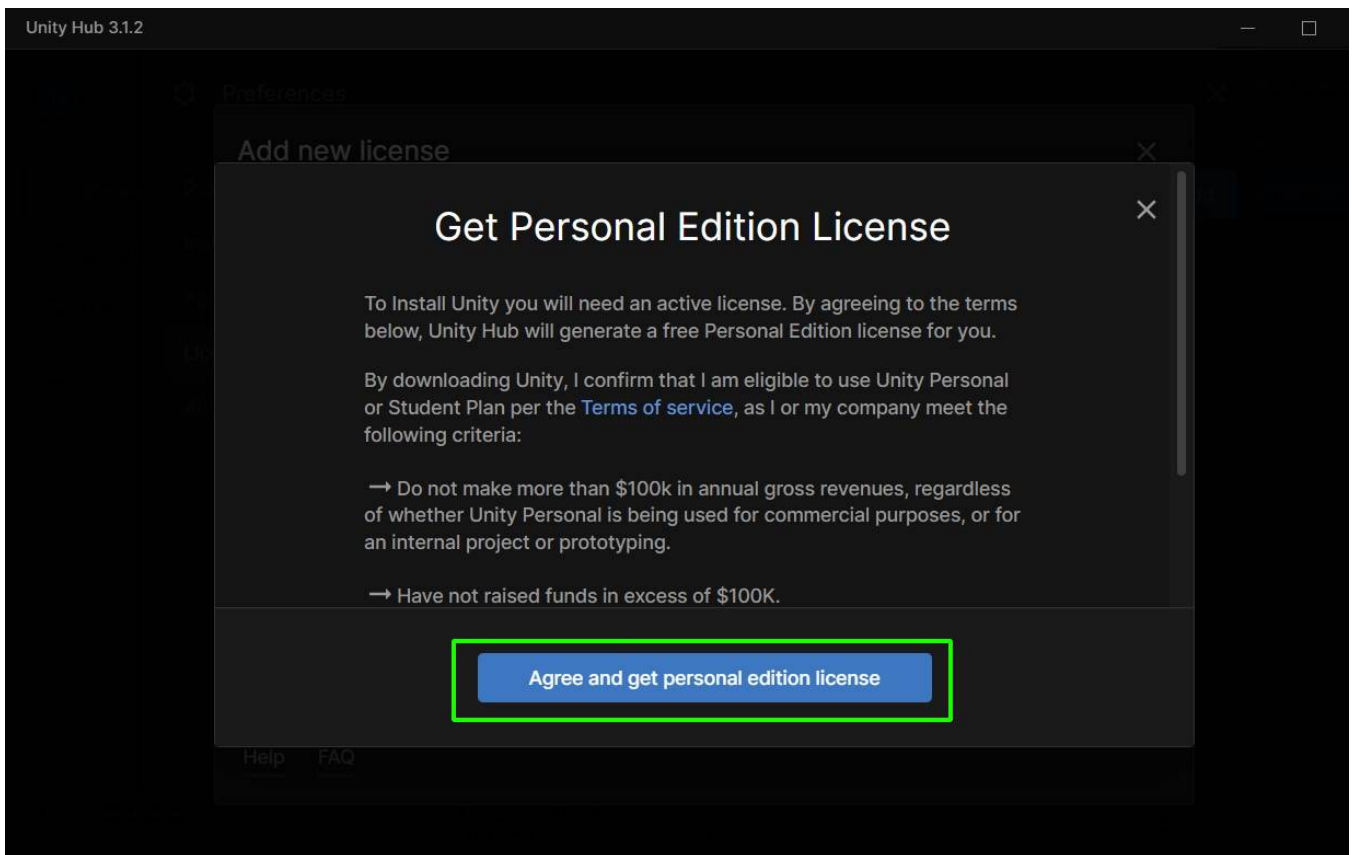 Unity Hub 3.1.2
Preferences
Add new license
Get Personal Edition License
To Install Unity you will need an active license. By agreeing to the terms
below, Unity Hub will generate a free Personal Edition license for you.
By downloading Unity, I confirm that I am eligible to use Unity Personal
or Student Plan per the Terms of service, as I or my company meet the
following criteria:
→ Do not make more than $100k in annual gross revenues, regardless
of whether Unity Personal is being used for commercial purposes, or for
an internal project or prototyping.
→ Have not raised funds in excess of $100K.
Agree and get personal edition license
Help FAQ